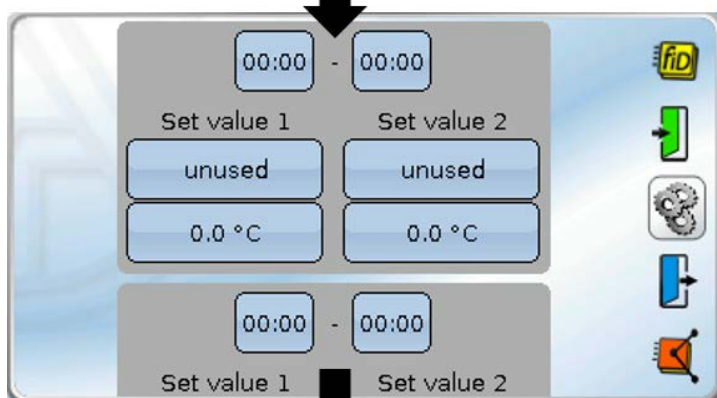 00:00 - 00:00
Set value 1 Set value 2
unused unused
0.0 °C 0.0 °C
00:00 - 00:00
Set value 1 Set value 2
fiD